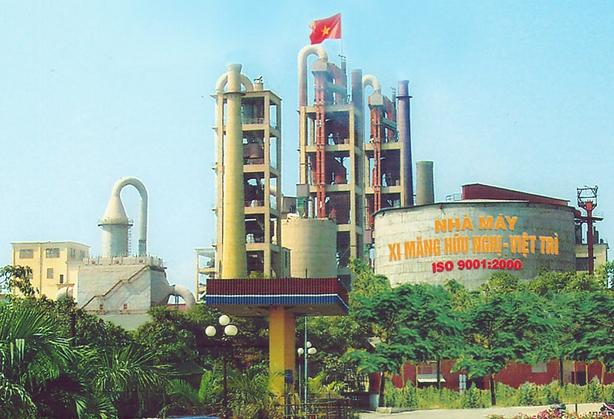 NHÀ MÁY
XI MĂNG HỮU NGHỊ-VIỆT TRÌ
ISO 9001:2000